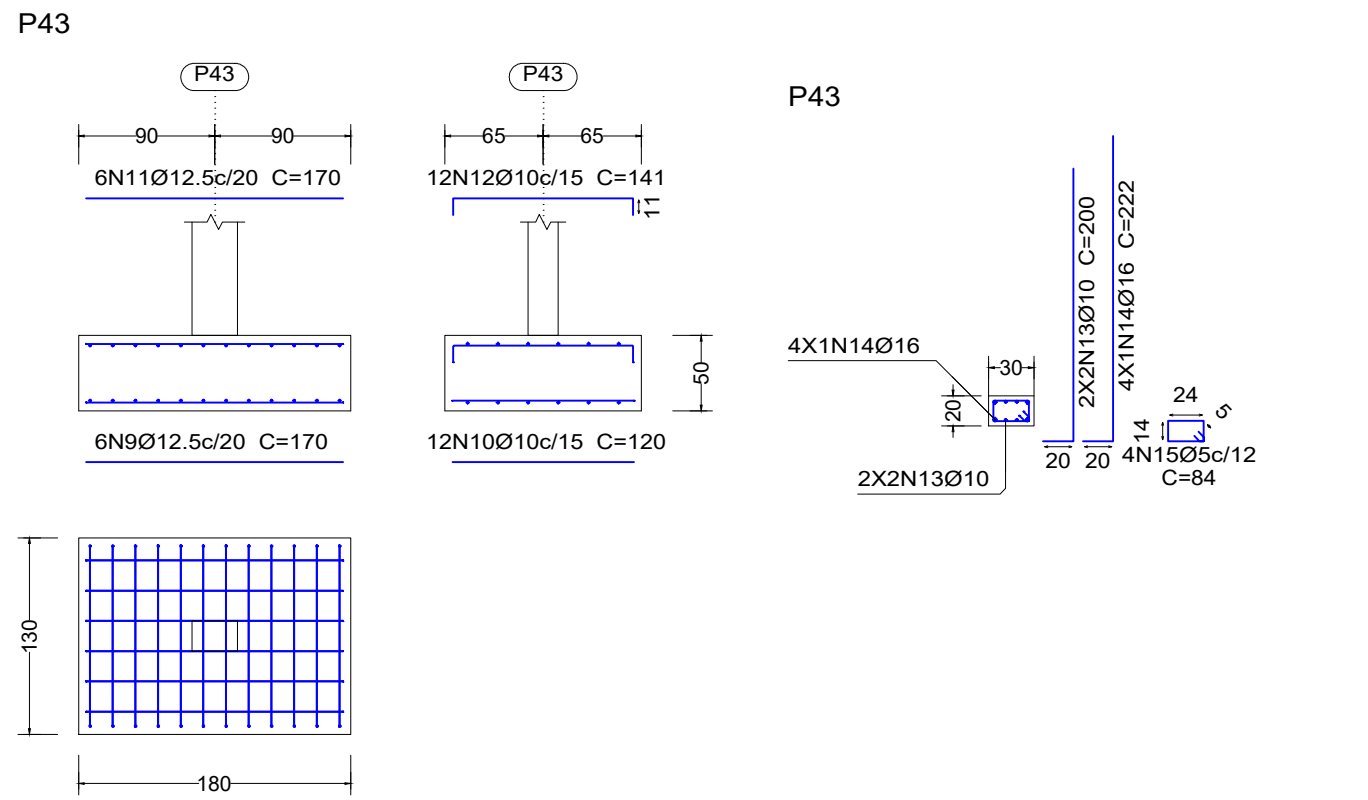 P43
P43
90
90
6N11Ø12.5c/20 C=170
P43
65
65
12N12Ø10c/15 C=141
11
50
6N9Ø12.5c/20 C=170
12N10Ø10c/15 C=120
130
180
P43
4X1N14Ø16
30
20
2X2N13Ø10
2X2N13Ø10 C=200
20
4X1N14Ø16 C=222
20
24
5
14
4N15Ø5c/12
C=84